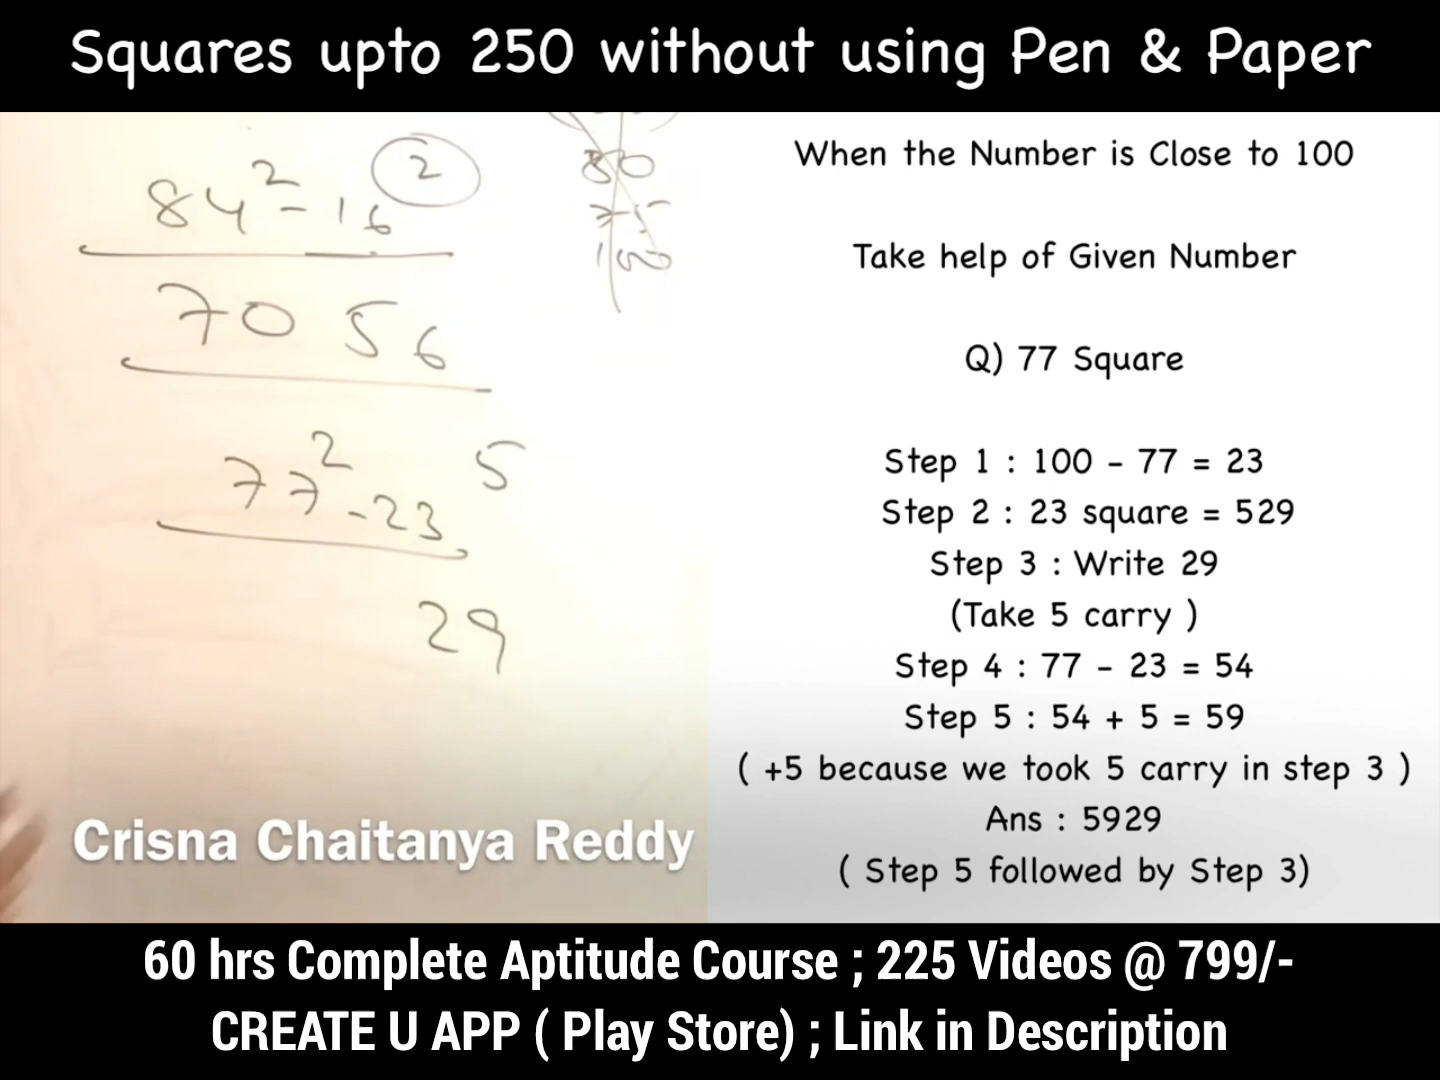 Squares upto 250 without using Pen & Paper
2
84² - 16
70 56
77² - 23 5
29
80
Crisna Chaitanya Reddy
When the Number is Close to 100
Take help of Given Number
Q) 77 Square
Step 1 : 100 - 77 = 23
Step 2 : 23 square = 529
Step 3 : Write 29
(Take 5 carry )
Step 4 : 77 - 23 = 54
Step 5 : 54 + 5 = 59
( +5 because we took 5 carry in step 3 )
Ans : 5929
( Step 5 followed by Step 3)
60 hrs Complete Aptitude Course ; 225 Videos @ 799/-
CREATE U APP ( Play Store) ; Link in Description